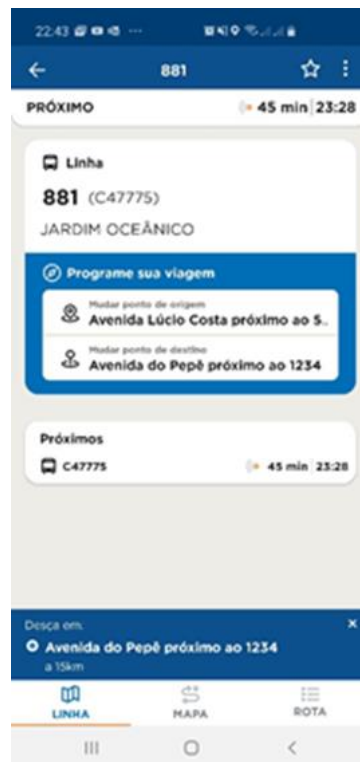 22:43
881
PRÓXIMO 45 min 23:28
Linha
881 (C47775)
JARDIM OCEÂNICO
Programe sua viagem
Mudar ponto de origem
Avenida Lúcio Costa próximo ao 5..
Mudar ponto de destino
Avenida do Pepê próximo ao 1234
Próximos
C47775 45 min 23:28
Desça em:
Avenida do Pepê próximo ao 1234
a 15km
LINHA MAPA ROTA